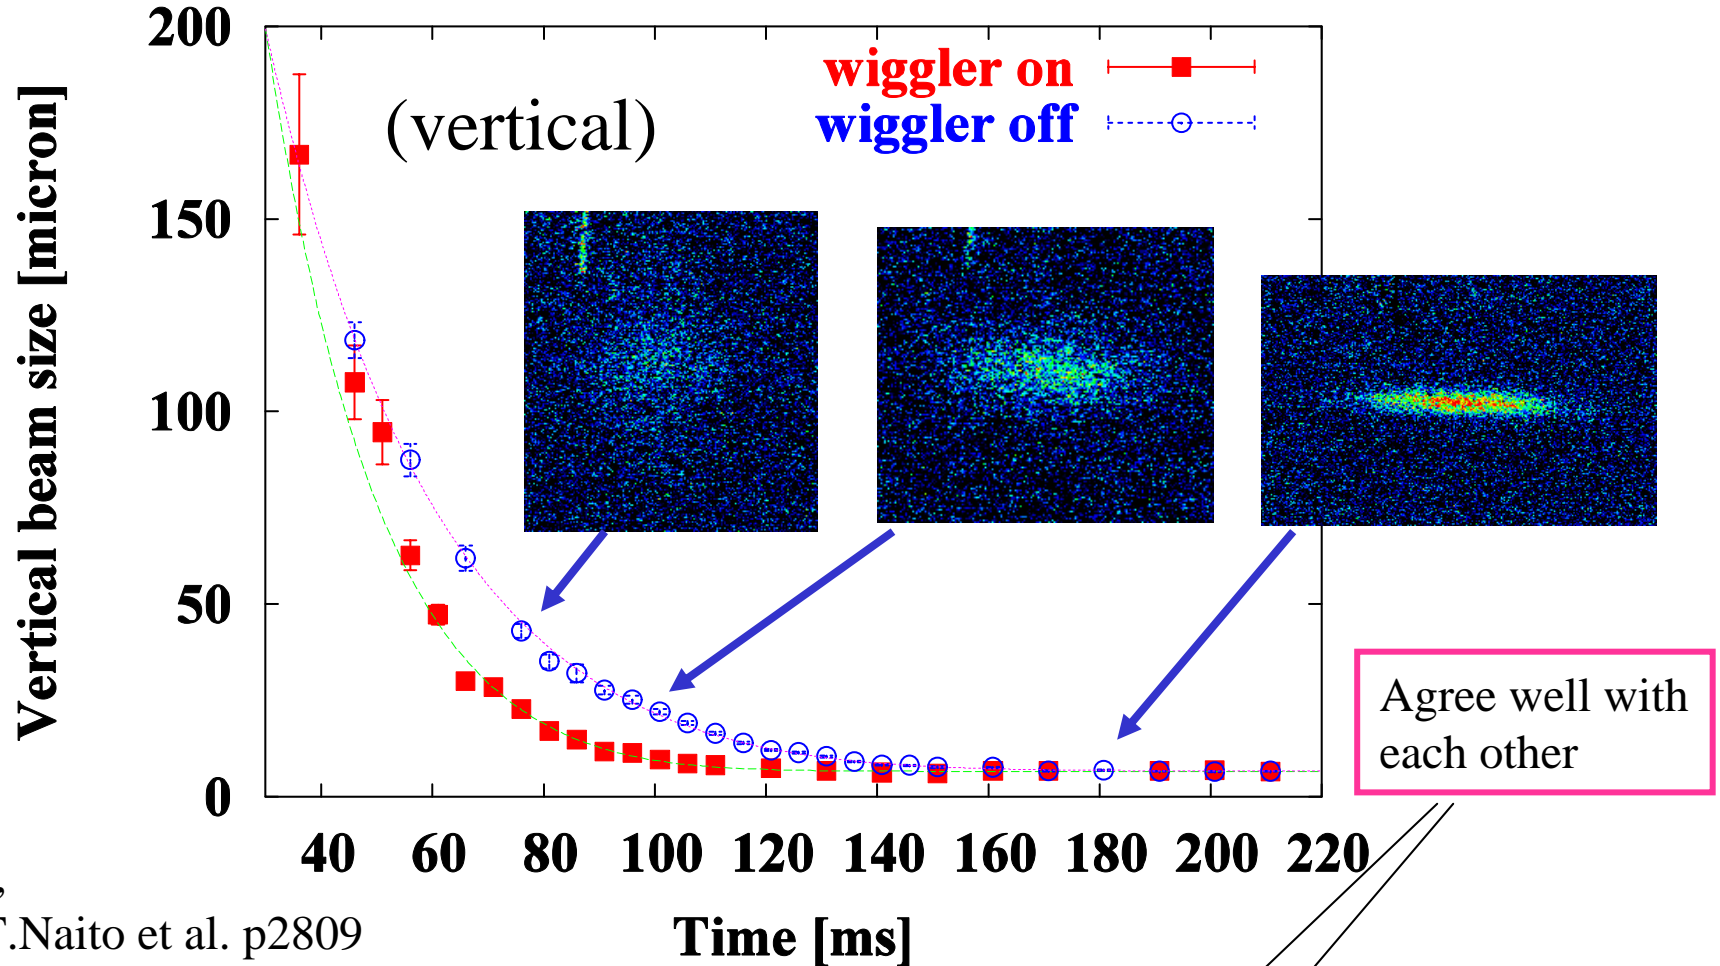 200
150
100
50
0
Vertical beam size [micron]
(vertical)
wiggler on
wiggler off
Agree well with
each other
40 60 80 100 120 140 160 180 200 220
Time [ms]
,
T.Naito et al. p2809